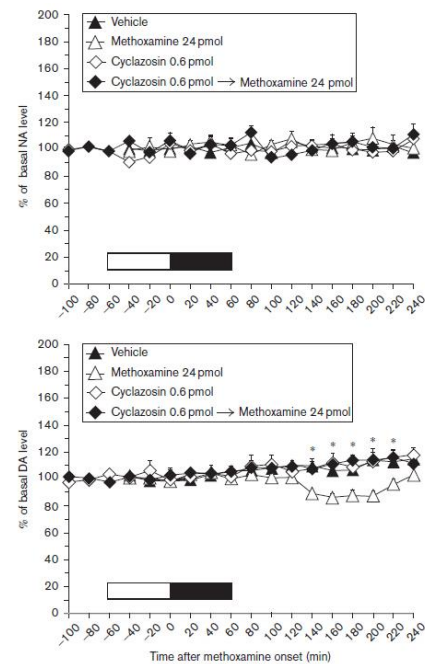 200
180
160
140
120
100
80
60
40
20
0
% of basal NA level
Vehicle
Methoxamine 24 pmol
Cyclazosin 0.6 pmol
Cyclazosin 0.6 pmol → Methoxamine 24 pmol
–100 –80 –60 –40 –20 0 20 40 60 80 100 120 140 160 180 200 220 240
200
180
160
140
120
100
80
60
40
20
0
% of basal DA level
Vehicle
Methoxamine 24 pmol
Cyclazosin 0.6 pmol
Cyclazosin 0.6 pmol → Methoxamine 24 pmol
* * * * *
–100 –80 –60 –40 –20 0 20 40 60 80 100 120 140 160 180 200 220 240
Time after methoxamine onset (min)